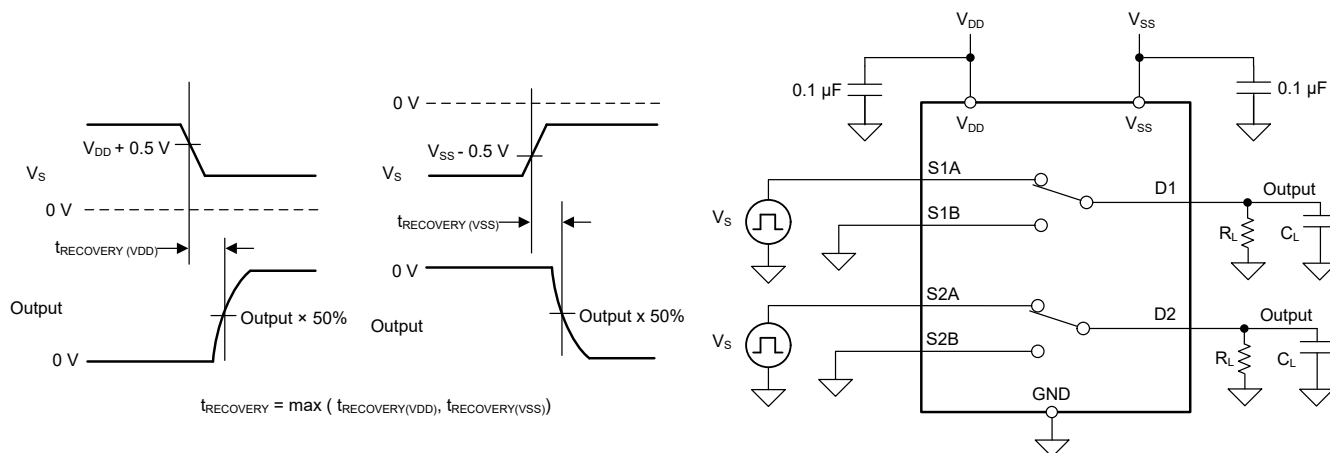 V_DD + 0.5 V
V_S
0 V
t_RECOVERY (VDD)
Output
Output × 50%
0 V
0 V
V_SS - 0.5 V
V_S
t_RECOVERY (VSS)
0 V
Output
Output x 50%
t_RECOVERY = max ( t_RECOVERY(VDD), t_RECOVERY(VSS))
V_DD
V_SS
0.1 µF
0.1 µF
V_DD
V_SS
S1A
D1
Output
V_S
S1B
R_L
C_L
S2A
D2
Output
V_S
S2B
R_L
C_L
GND